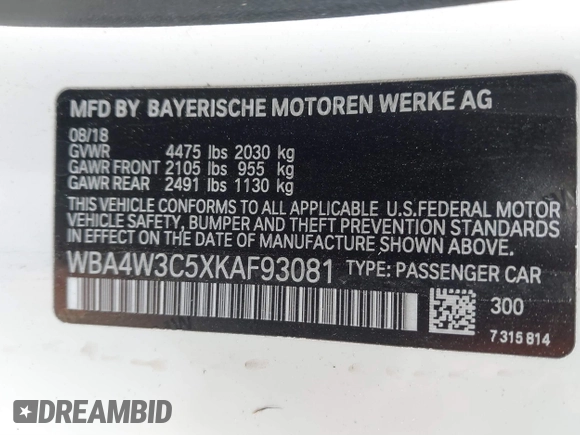 MFD BY BAYERISCHE MOTOREN WERKE AG
08/18
GVWR 4475 lbs 2030 kg
GAWR FRONT 2105 lbs 955 kg
GAWR REAR 2491 lbs 1130 kg
THIS VEHICLE CONFORMS TO ALL APPLICABLE U.S.FEDERAL MOTOR
VEHICLE SAFETY, BUMPER AND THEFT PREVENTION STANDARDS
IN EFFECT ON THE DATE OF MANUFACTURE SHOWN ABOVE.
WBA4W3C5XKAF93081 TYPE: PASSENGER CAR
300
7 315 814
DREAMBID